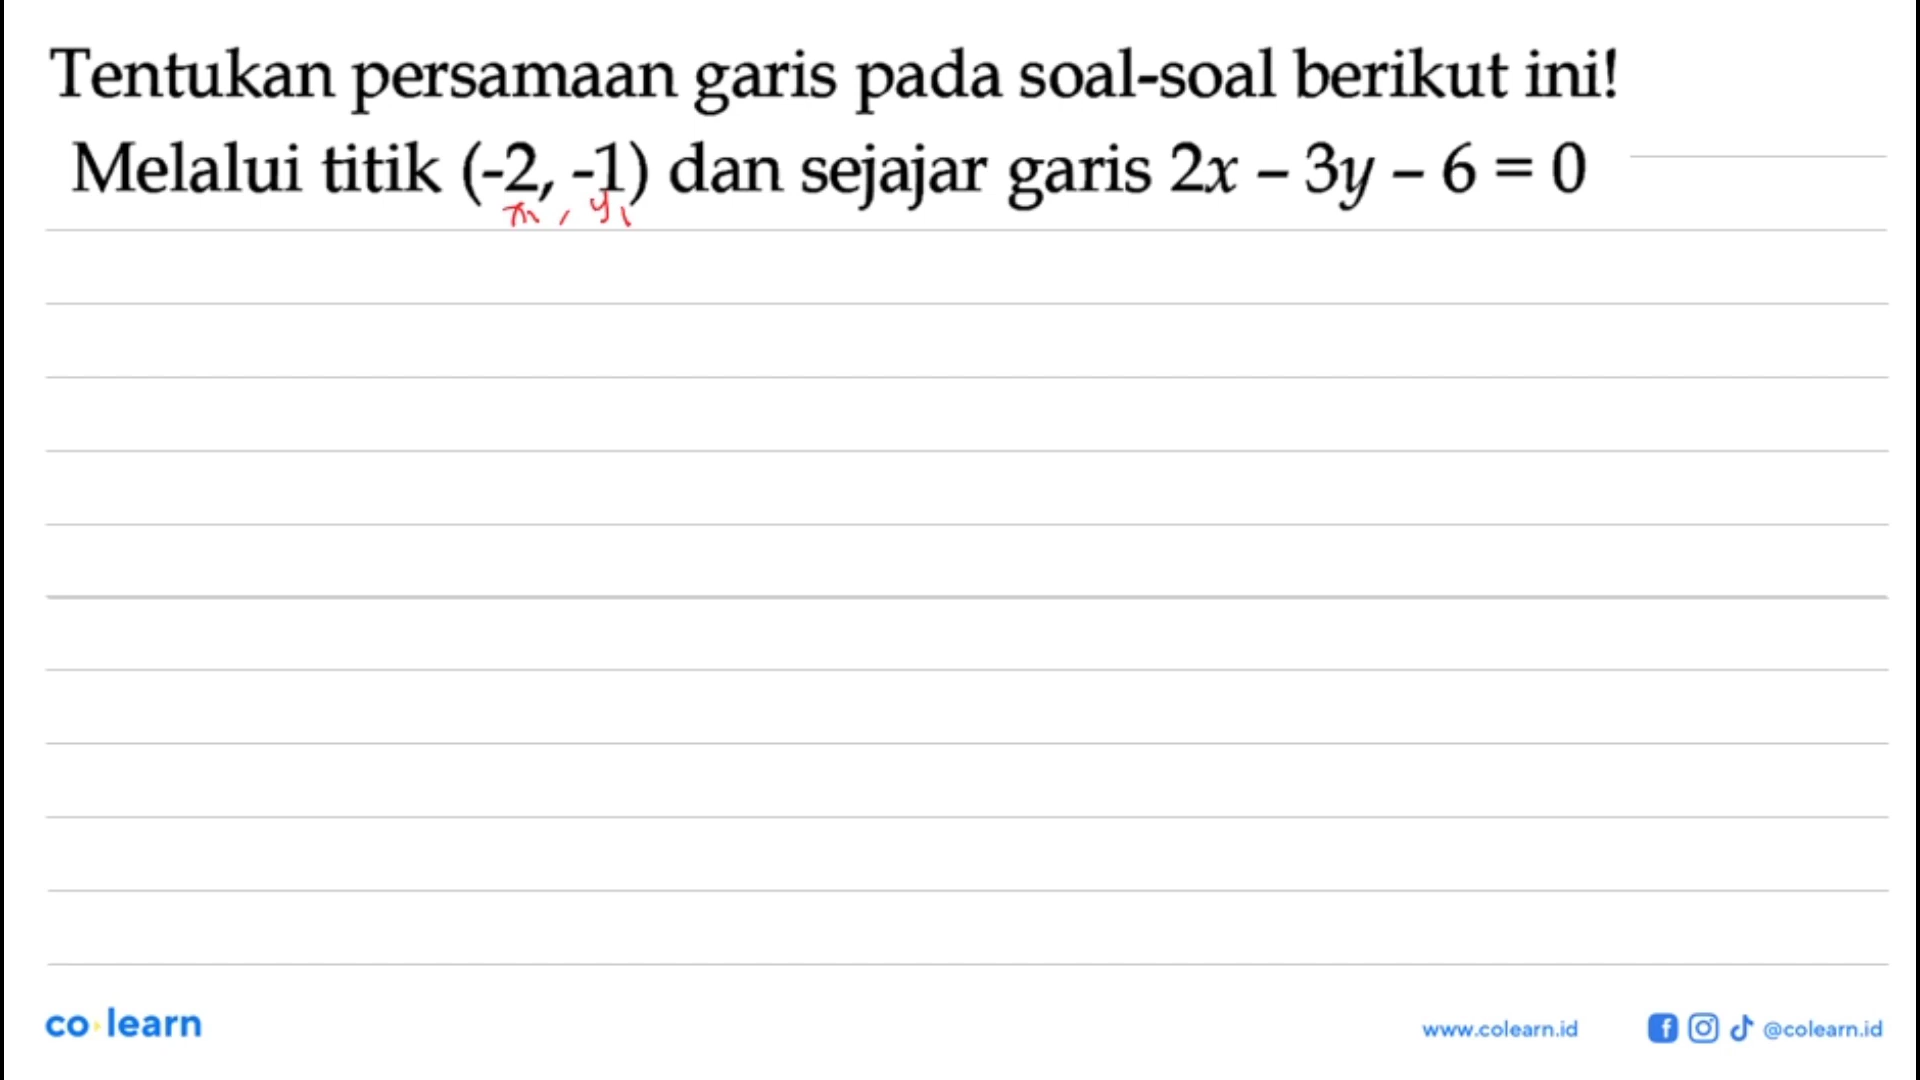 Tentukan persamaan garis pada soal-soal berikut ini!
Melalui titik (-2, -1) dan sejajar garis 2x – 3y – 6 = 0
x₁ , y₁
co learn
www.colearn.id
@colearn.id